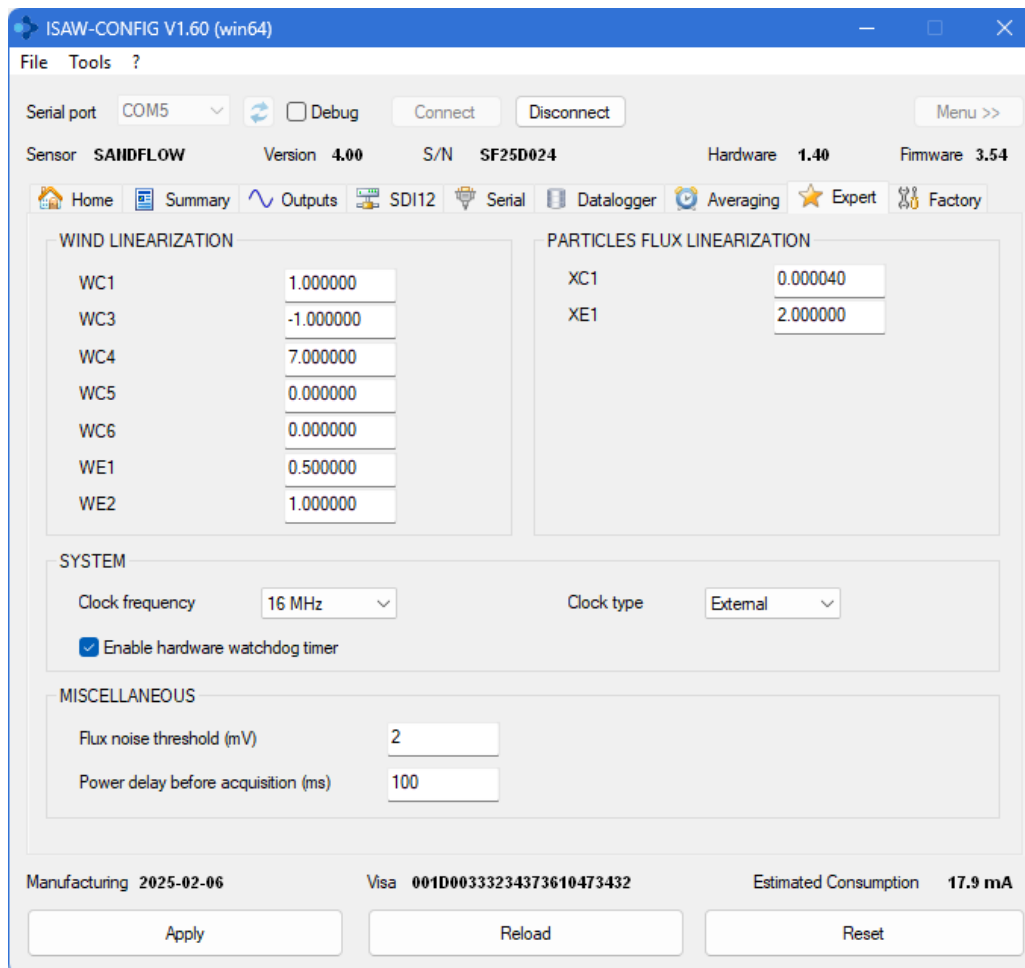 ISAW-CONFIG V1.60 (win64)
File Tools ?
Serial port COM5 Debug Connect Disconnect Menu >>
Sensor SANDFLOW Version 4.00 S/N SF25D024 Hardware 1.40 Firmware 3.54
Home Summary Outputs SDI12 Serial Datalogger Averaging Expert Factory
WIND LINEARIZATION PARTICLES FLUX LINEARIZATION
WC1 1.000000 XC1 0.000040
WC3 -1.000000 XE1 2.000000
WC4 7.000000
WC5 0.000000
WC6 0.000000
WE1 0.500000
WE2 1.000000
SYSTEM
Clock frequency 16 MHz Clock type External
Enable hardware watchdog timer
MISCELLANEOUS
Flux noise threshold (mV) 2
Power delay before acquisition (ms) 100
Manufacturing 2025-02-06 Visa 001D00333234373610473432 Estimated Consumption 17.9 mA
Apply Reload Reset